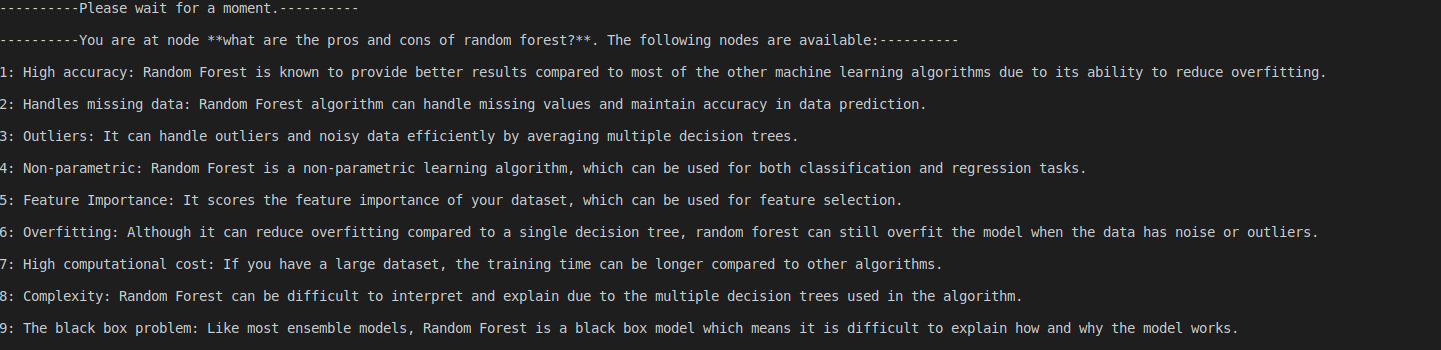 ----------Please wait for a moment.----------
----------You are at node **what are the pros and cons of random forest?**. The following nodes are available:----------
1: High accuracy: Random Forest is known to provide better results compared to most of the other machine learning algorithms due to its ability to reduce overfitting.
2: Handles missing data: Random Forest algorithm can handle missing values and maintain accuracy in data prediction.
3: Outliers: It can handle outliers and noisy data efficiently by averaging multiple decision trees.
4: Non-parametric: Random Forest is a non-parametric learning algorithm, which can be used for both classification and regression tasks.
5: Feature Importance: It scores the feature importance of your dataset, which can be used for feature selection.
6: Overfitting: Although it can reduce overfitting compared to a single decision tree, random forest can still overfit the model when the data has noise or outliers.
7: High computational cost: If you have a large dataset, the training time can be longer compared to other algorithms.
8: Complexity: Random Forest can be difficult to interpret and explain due to the multiple decision trees used in the algorithm.
9: The black box problem: Like most ensemble models, Random Forest is a black box model which means it is difficult to explain how and why the model works.